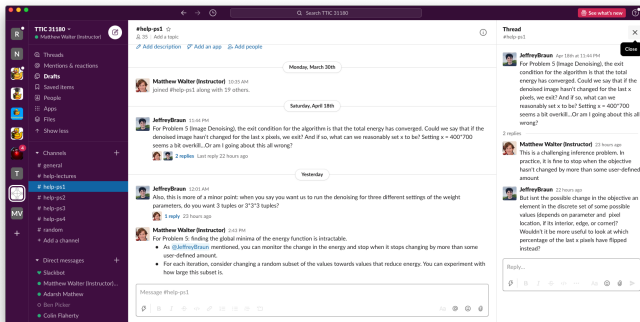 Search TTIC 31180
See what's new
TTIC 31180
Matthew Walter (Instructor)
Threads
Mentions & reactions
Drafts
Saved items
People
Apps
Files
Show less
Channels
# general
# help-lectures
# help-ps1
# help-ps2
# help-ps3
# help-ps4
# random
+ Add a channel
Direct messages
Slackbot
Matthew Walter (Instructor)...
Adarsh Mathew
Ben Picker
Colin Flaherty
R
N
T
MV
#help-ps1
35 | Add a topic
Add description Add an app Add people
Monday, March 30th
Matthew Walter (Instructor) 10:35 AM
joined #help-ps1 along with 19 others.
Saturday, April 18th
JeffreyBraun 11:44 PM
For Problem 5 (Image Denoising), the exit condition for the algorithm is that the total energy has converged. Could we say that if the
denoised image hasn't changed for the last x pixels, we exit? And if so, what can we reasonably set x to be? Setting x = 400*700
seems a bit overkill...Or am I going about this all wrong?
2 replies Last reply 22 hours ago
Yesterday
JeffreyBraun 12:01 AM
Also, this is more of a minor point: when you say you want us to run the denoising for three different settings of the weight
parameters, do you want 3 tuples or 3*3*3 tuples?
1 reply 23 hours ago
Matthew Walter (Instructor) 2:42 PM
For Problem 5: finding the global minima of the energy function is intractable.
• As @JeffreyBraun mentioned, you can monitor the change in the energy and stop when it stops changing by more than some
user-defined amount.
• For each iteration, consider changing a random subset of the values towards values that reduce energy. You can experiment with
how large this subset is.
Message #help-ps1
Thread
#help-ps1
Close
JeffreyBraun Apr 18th at 11:44 PM
For Problem 5 (Image Denoising), the exit
condition for the algorithm is that the total
energy has converged. Could we say that if the
denoised image hasn't changed for the last x
pixels, we exit? And if so, what can we
reasonably set x to be? Setting x = 400*700
seems a bit overkill...Or am I going about this all
wrong?
2 replies
Matthew Walter (Instructor) 23 hours ago
This is a challenging inference problem. In
practice, it is fine to stop when the objective
hasn't changed by more than some user-defined
amount
JeffreyBraun 22 hours ago
But isnt the possible change in the objective an
element in the discrete set of some possible
values (depends on parameter and pixel
location, if its interior, edge, or corner)?
Wouldn't it be more useful to look at which
percentage of the last x pixels have flipped
instead?
Reply...